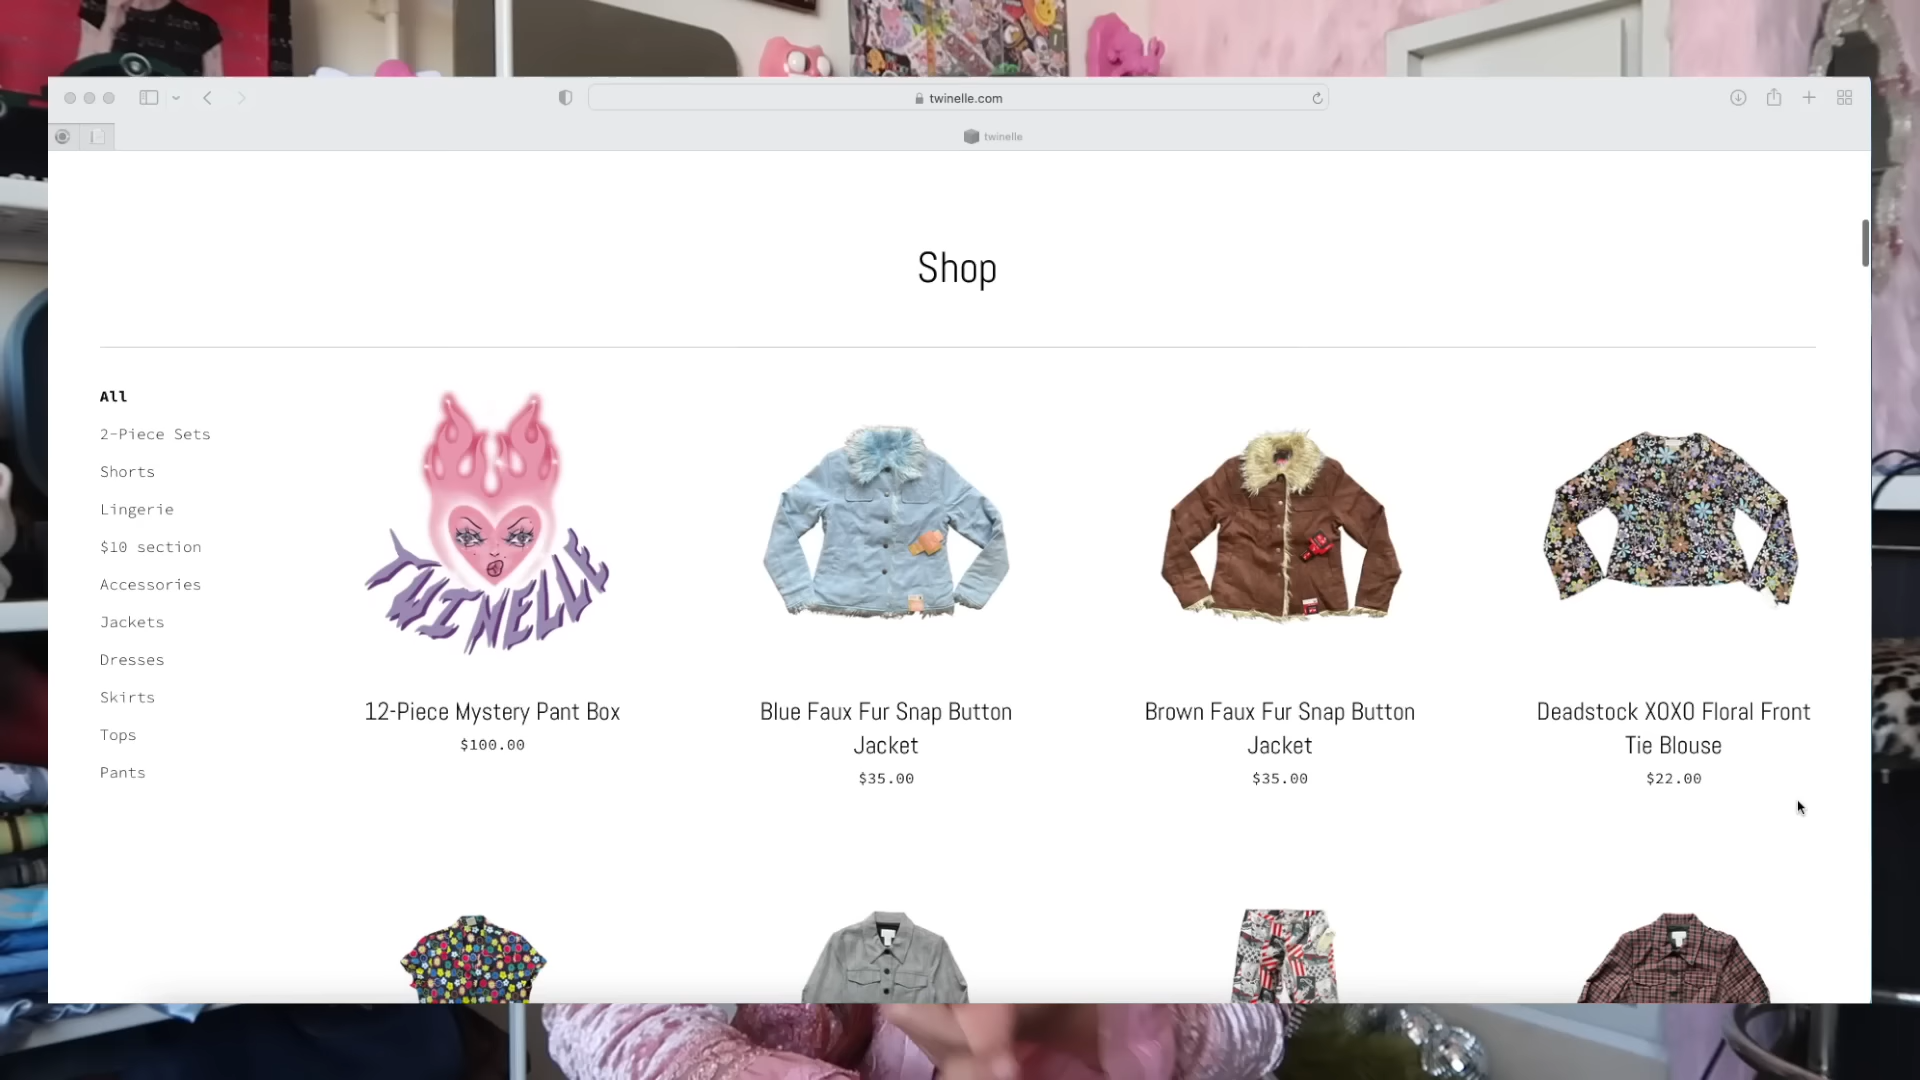 twinelle.com
twinelle
Shop
All
2-Piece Sets
Shorts
Lingerie
$10 section
Accessories
Jackets
Dresses
Skirts
Tops
Pants
TWINELLE
12-Piece Mystery Pant Box
$100.00
Blue Faux Fur Snap Button
Jacket
$35.00
Brown Faux Fur Snap Button
Jacket
$35.00
Deadstock XOXO Floral Front
Tie Blouse
$22.00